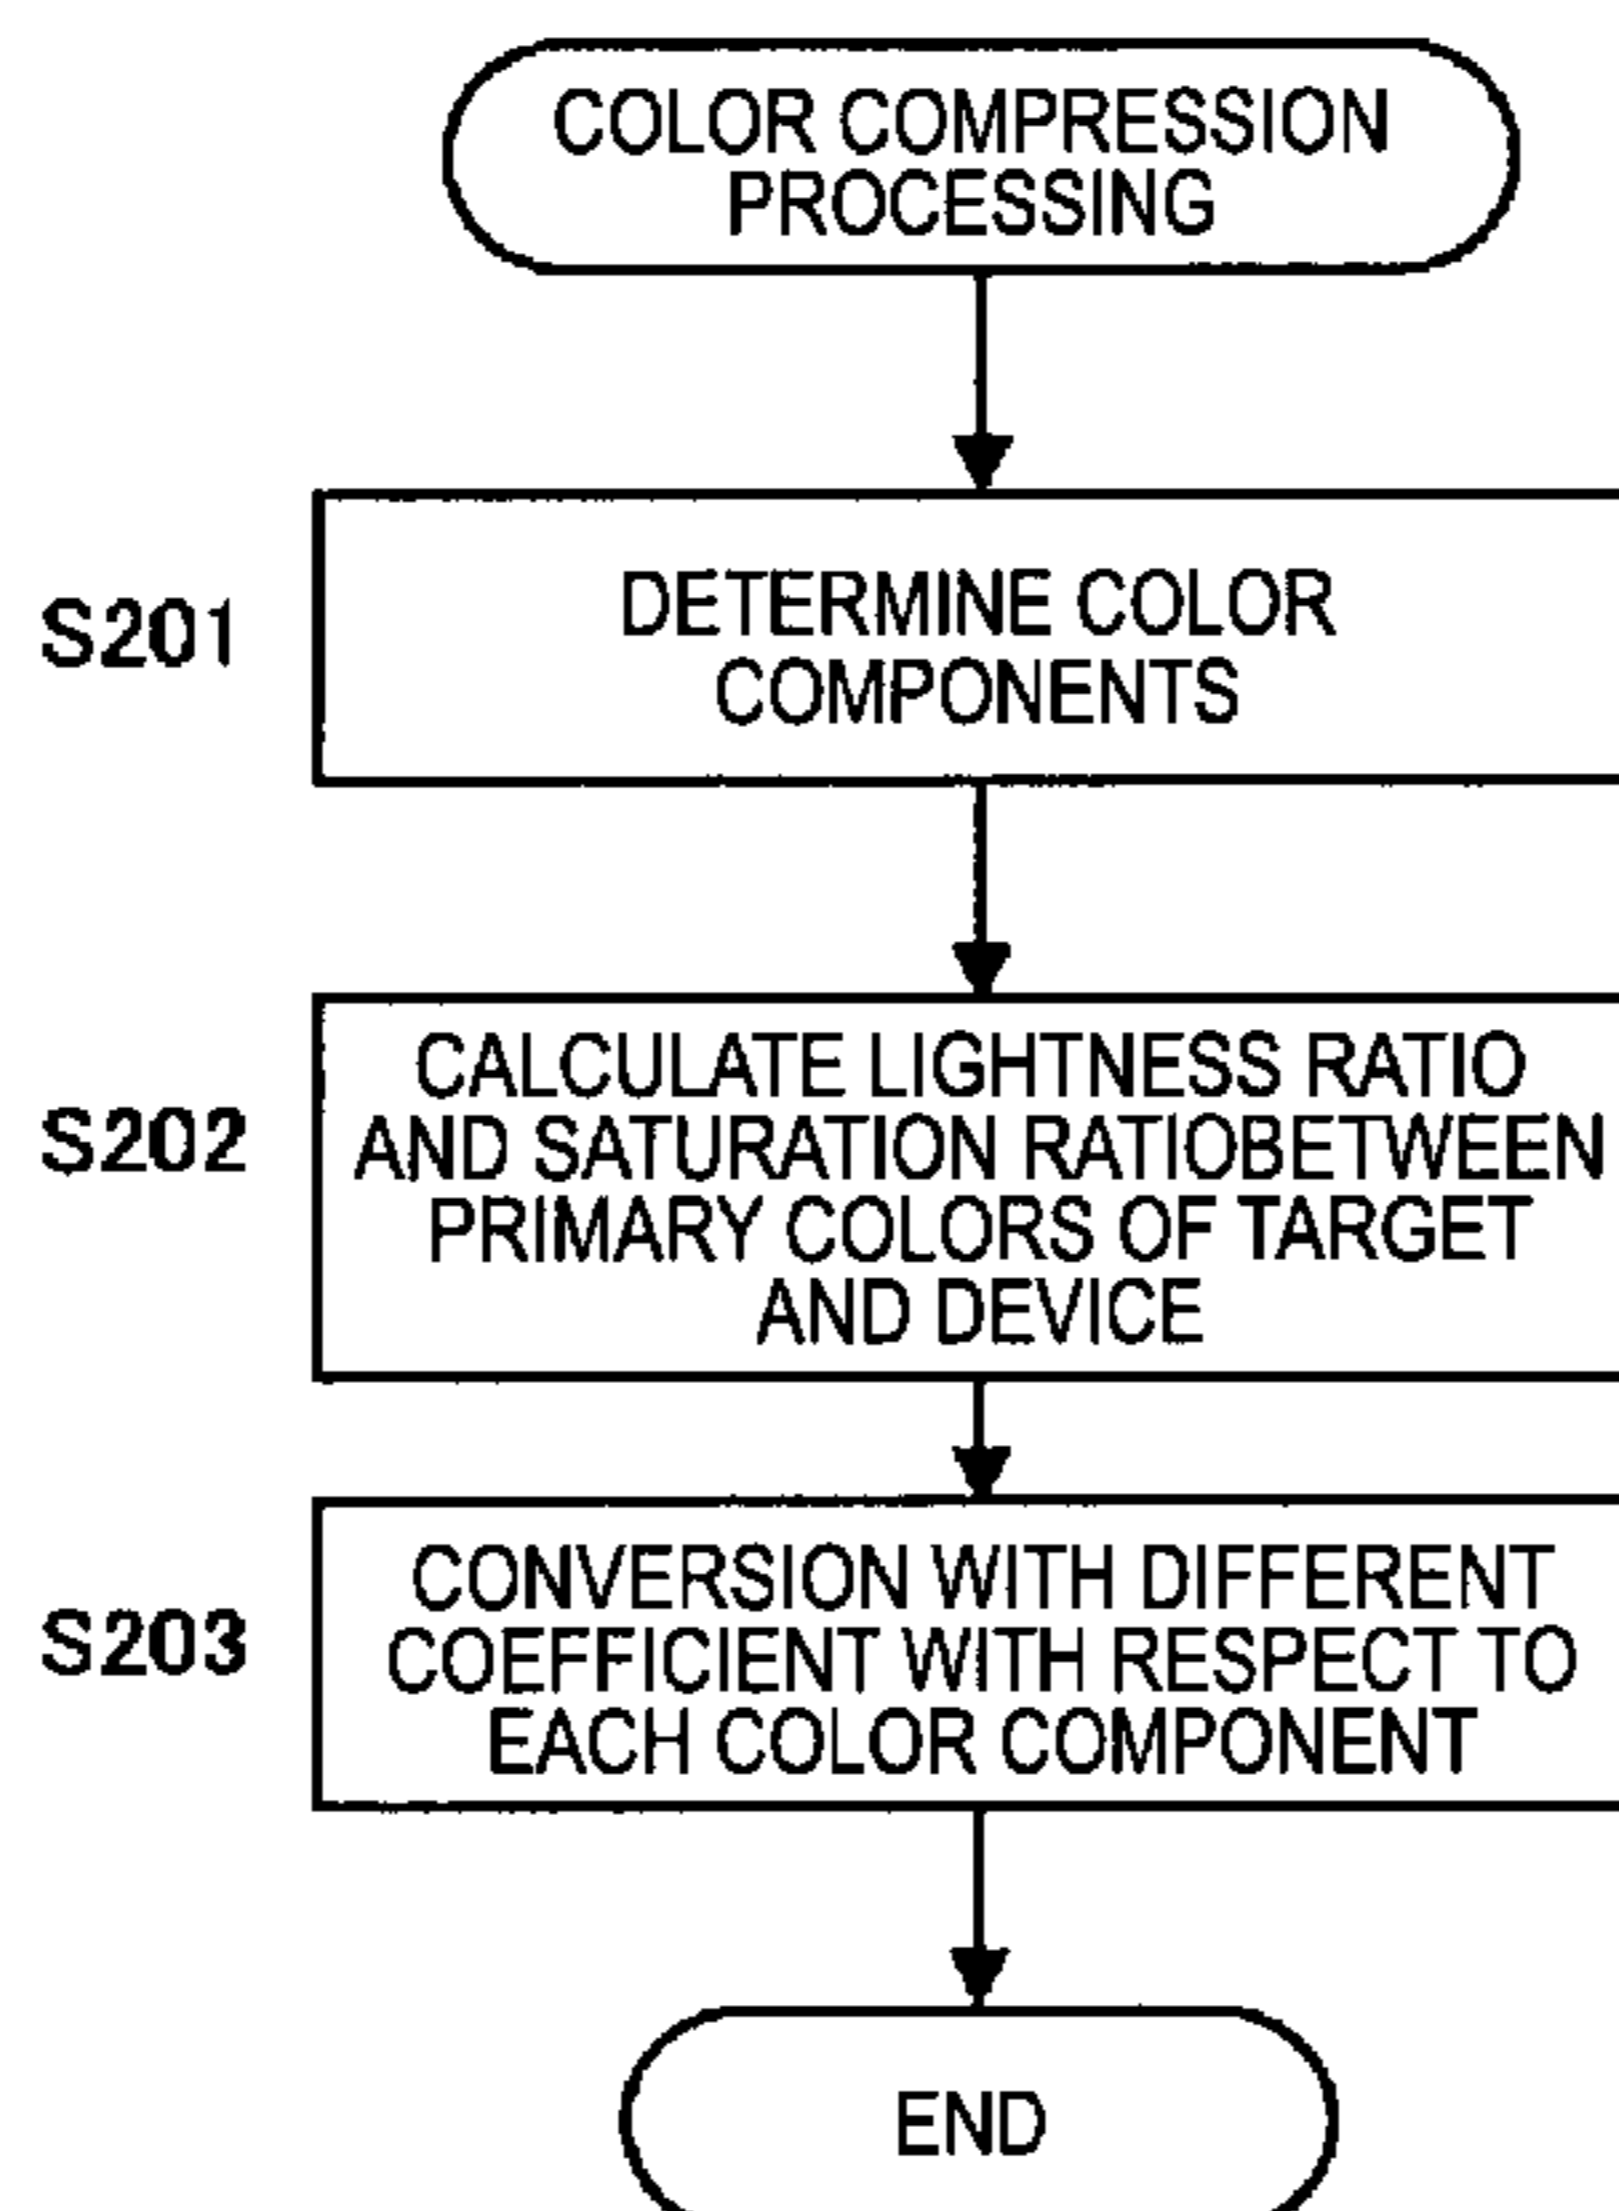 COLOR COMPRESSION
PROCESSING
S201
DETERMINE COLOR
COMPONENTS
S202
CALCULATE LIGHTNESS RATIO
AND SATURATION RATIOBETWEEN
PRIMARY COLORS OF TARGET
AND DEVICE
S203
CONVERSION WITH DIFFERENT
COEFFICIENT WITH RESPECT TO
EACH COLOR COMPONENT
END